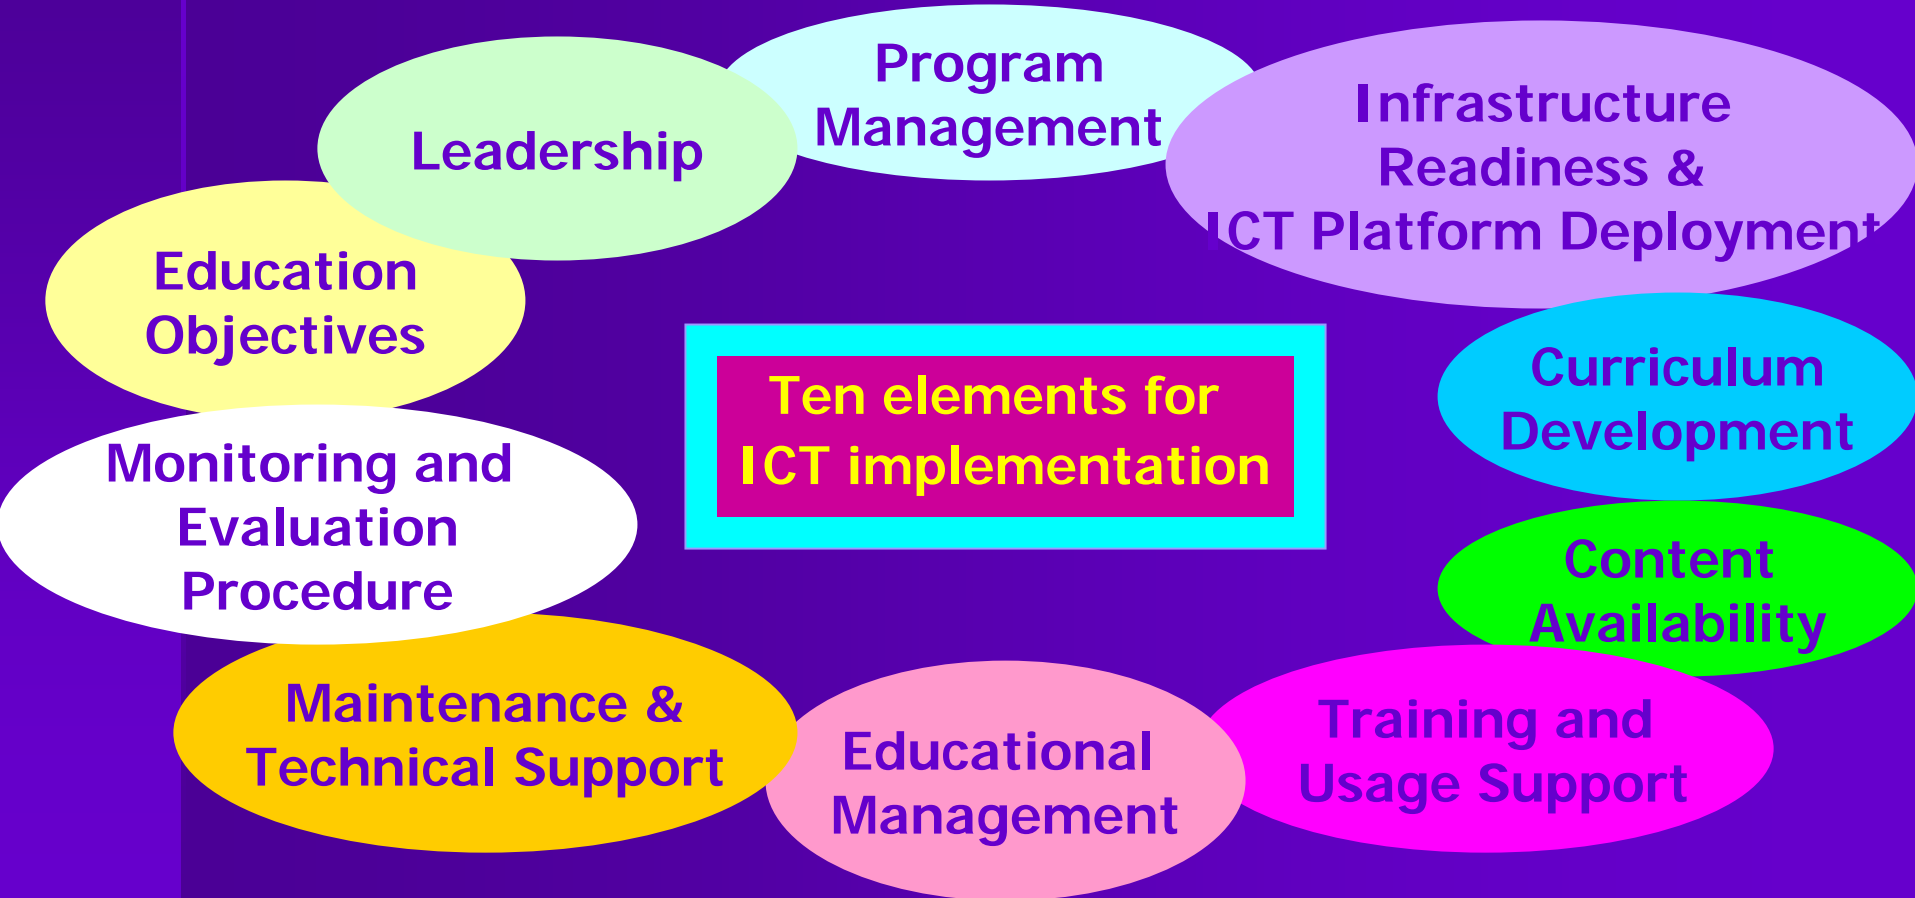 Program
Management
Leadership
Infrastructure
Readiness &
ICT Platform Deployment
Education
Objectives
Ten elements for
ICT implementation
Curriculum
Development
Monitoring and
Evaluation
Procedure
Content
Availability
Maintenance &
Technical Support
Educational
Management
Training and
Usage Support